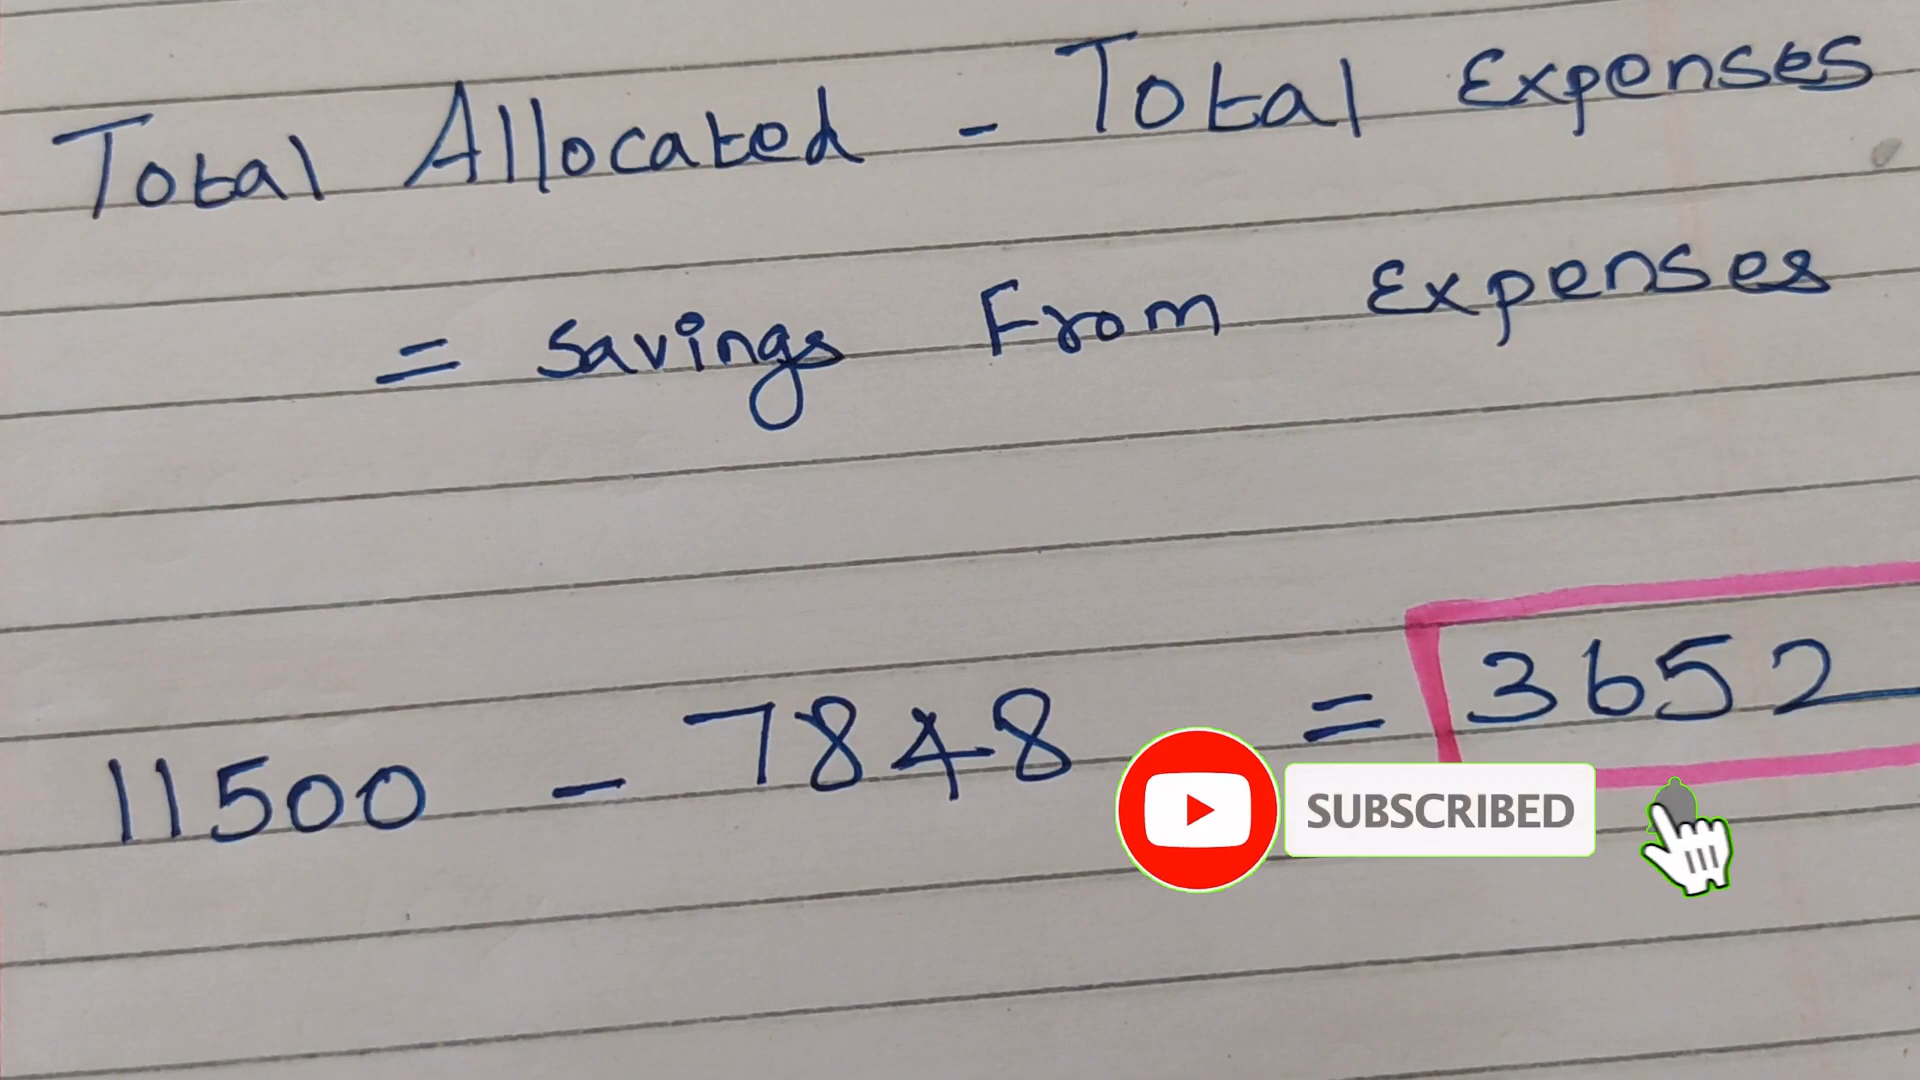 Total Allocated - Total Expenses
= Savings From Expenses
11500 - 7848 = 3652
SUBSCRIBED